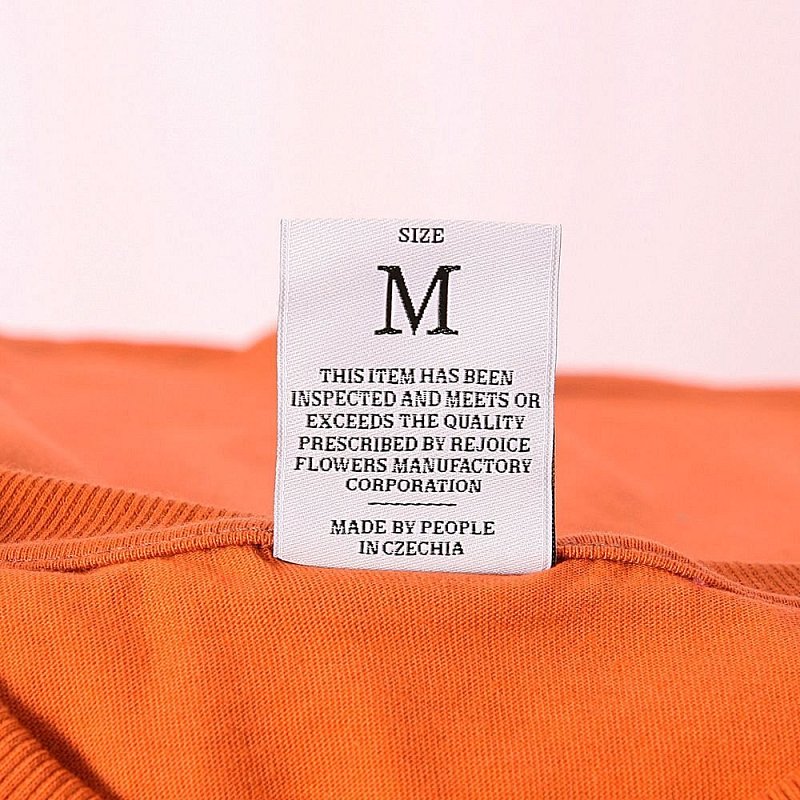 SIZE
M
THIS ITEM HAS BEEN
INSPECTED AND MEETS OR
EXCEEDS THE QUALITY
PRESCRIBED BY REJOICE
FLOWERS MANUFACTORY
CORPORATION
MADE BY PEOPLE
IN CZECHIA